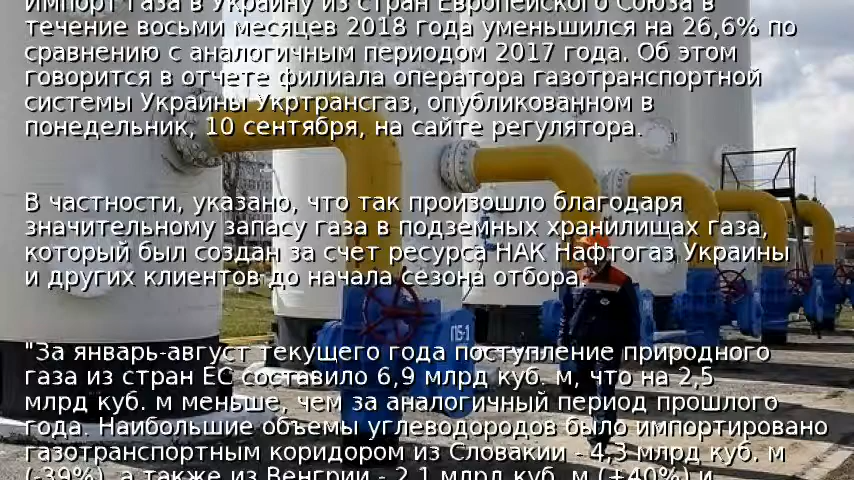 Импорт газа в Украину из стран Европейского Союза в
течение восьми месяцев 2018 года уменьшился на 26,6% по
сравнению с аналогичным периодом 2017 года. Об этом
говорится в отчете филиала оператора газотранспортной
системы Украины Укртрансгаз, опубликованном в
понедельник, 10 сентября, на сайте регулятора.
В частности, указано, что так произошло благодаря
значительному запасу газа в подземных хранилищах газа,
который был создан за счет ресурса НАК Нафтогаз Украины
и других клиентов до начала сезона отбора.
ПБ-1
"За январь-август текущего года поступление природного
газа из стран ЕС составило 6,9 млрд куб. м, что на 2,5
млрд куб. м меньше, чем за аналогичный период прошлого
года. Наибольшие объемы углеводородов было импортировано
газотранспортным коридором из Словакии - 4,3 млрд куб. м
(-39%), а также из Венгрии - 2,1 млрд куб. м (+40%) и